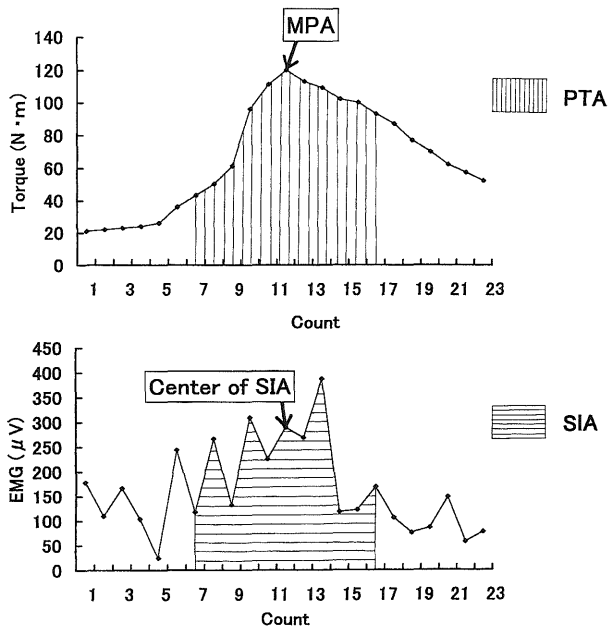 MPA
140
120
100
80
60
40
20
0
Torque (N・m)
1 3 5 7 9 11 13 15 17 19 21 23
Count
PTA
450
400
350
300
250
200
150
100
50
0
EMG (μV)
Center of SIA
1 3 5 7 9 11 13 15 17 19 21 23
Count
SIA